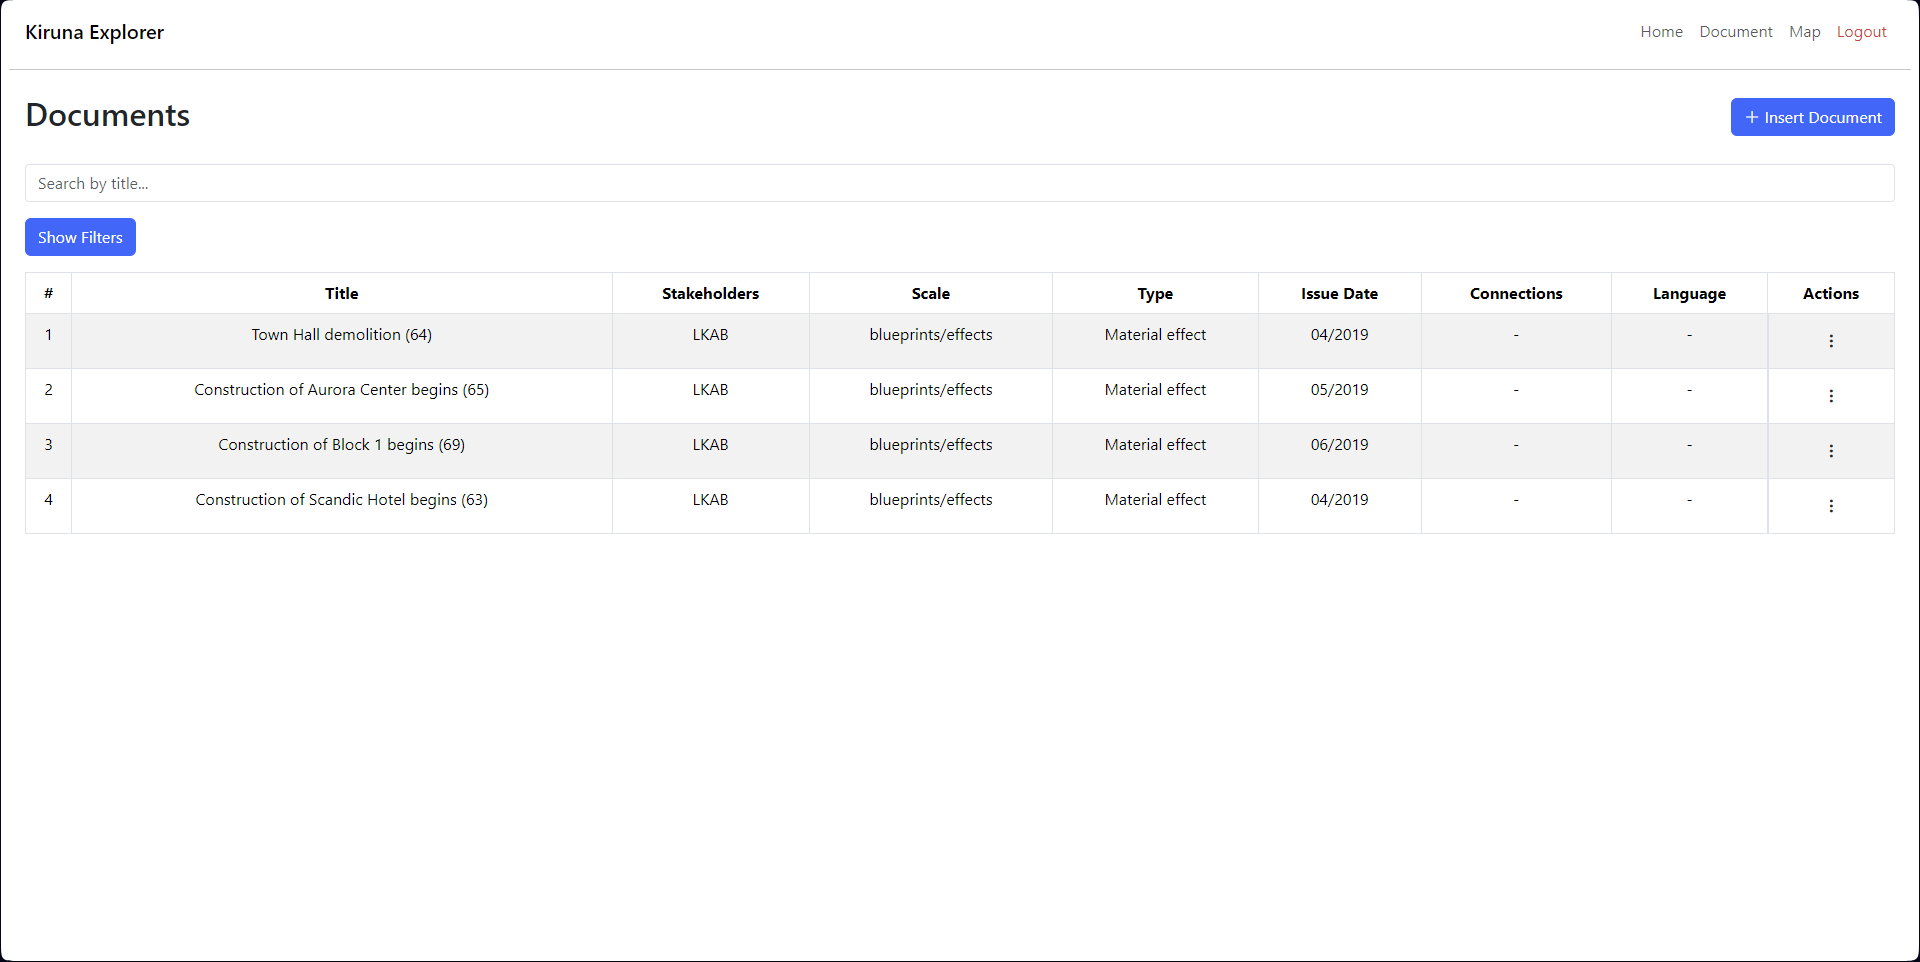 Kiruna Explorer Home Document Map Logout
Documents + Insert Document
Search by title...
Show Filters
# Title Stakeholders Scale Type Issue Date Connections Language Actions
1 Town Hall demolition (64) LKAB blueprints/effects Material effect 04/2019 - -
2 Construction of Aurora Center begins (65) LKAB blueprints/effects Material effect 05/2019 - -
3 Construction of Block 1 begins (69) LKAB blueprints/effects Material effect 06/2019 - -
4 Construction of Scandic Hotel begins (63) LKAB blueprints/effects Material effect 04/2019 - -